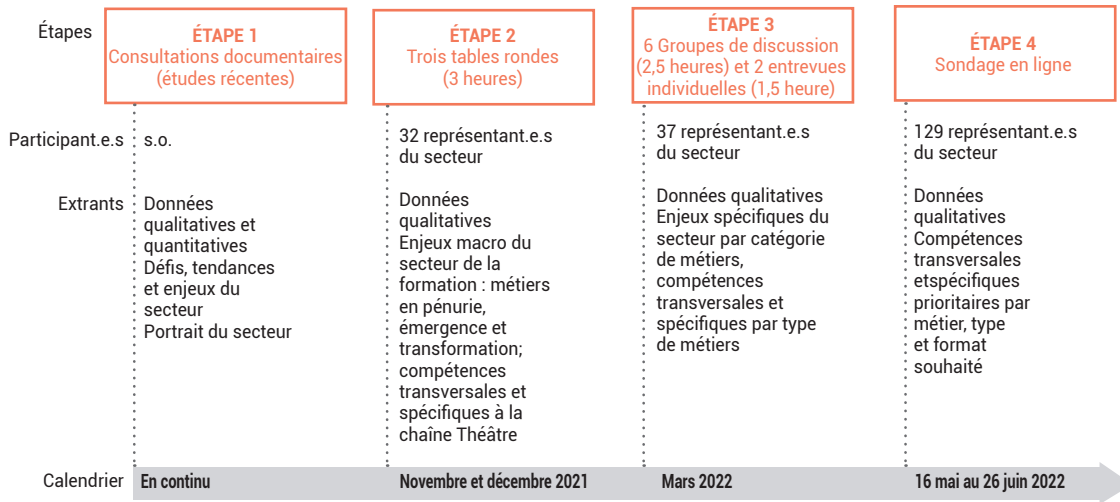 Étapes
ÉTAPE 1
Consultations documentaires
(études récentes)
ÉTAPE 2
Trois tables rondes
(3 heures)
ÉTAPE 3
6 Groupes de discussion
(2,5 heures) et 2 entrevues
individuelles (1,5 heure)
ÉTAPE 4
Sondage en ligne
Participant.e.s
s.o.
32 représentant.e.s
du secteur
37 représentant.e.s
du secteur
129 représentant.e.s
du secteur
Extrants
Données
qualitatives et
quantitatives
Défis, tendances
et enjeux du
secteur
Portrait du secteur
Données
qualitatives
Enjeux macro du
secteur de la
formation : métiers
en pénurie,
émergence et
transformation;
compétences
transversales et
spécifiques à la
chaîne Théâtre
Données qualitatives
Enjeux spécifiques du
secteur par catégorie
de métiers,
compétences
transversales et
spécifiques par type
de métiers
Données
qualitatives
Compétences
transversales
etspécifiques
prioritaires par
métier, type
et format
souhaité
Calendrier
En continu
Novembre et décembre 2021
Mars 2022
16 mai au 26 juin 2022